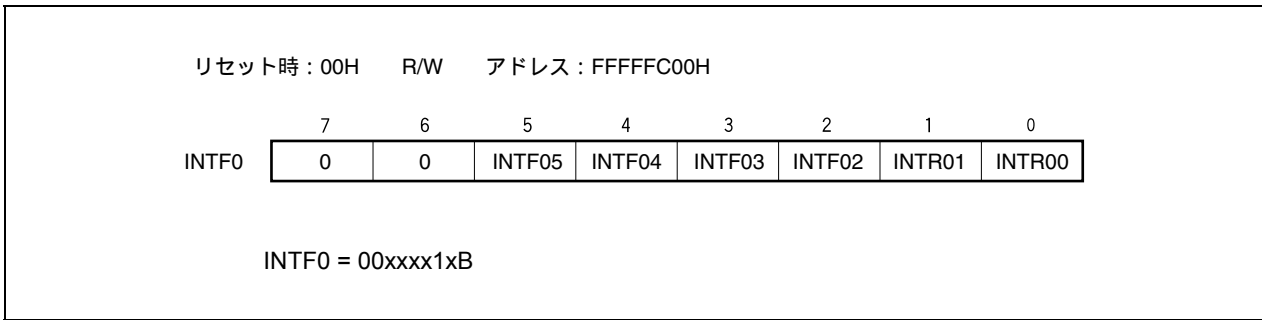 リセット時：00H R/W アドレス：FFFFFC00H
7 6 5 4 3 2 1 0
INTF0 0 0 INTF05 INTF04 INTF03 INTF02 INTR01 INTR00
INTF0 = 00xxxx1xB